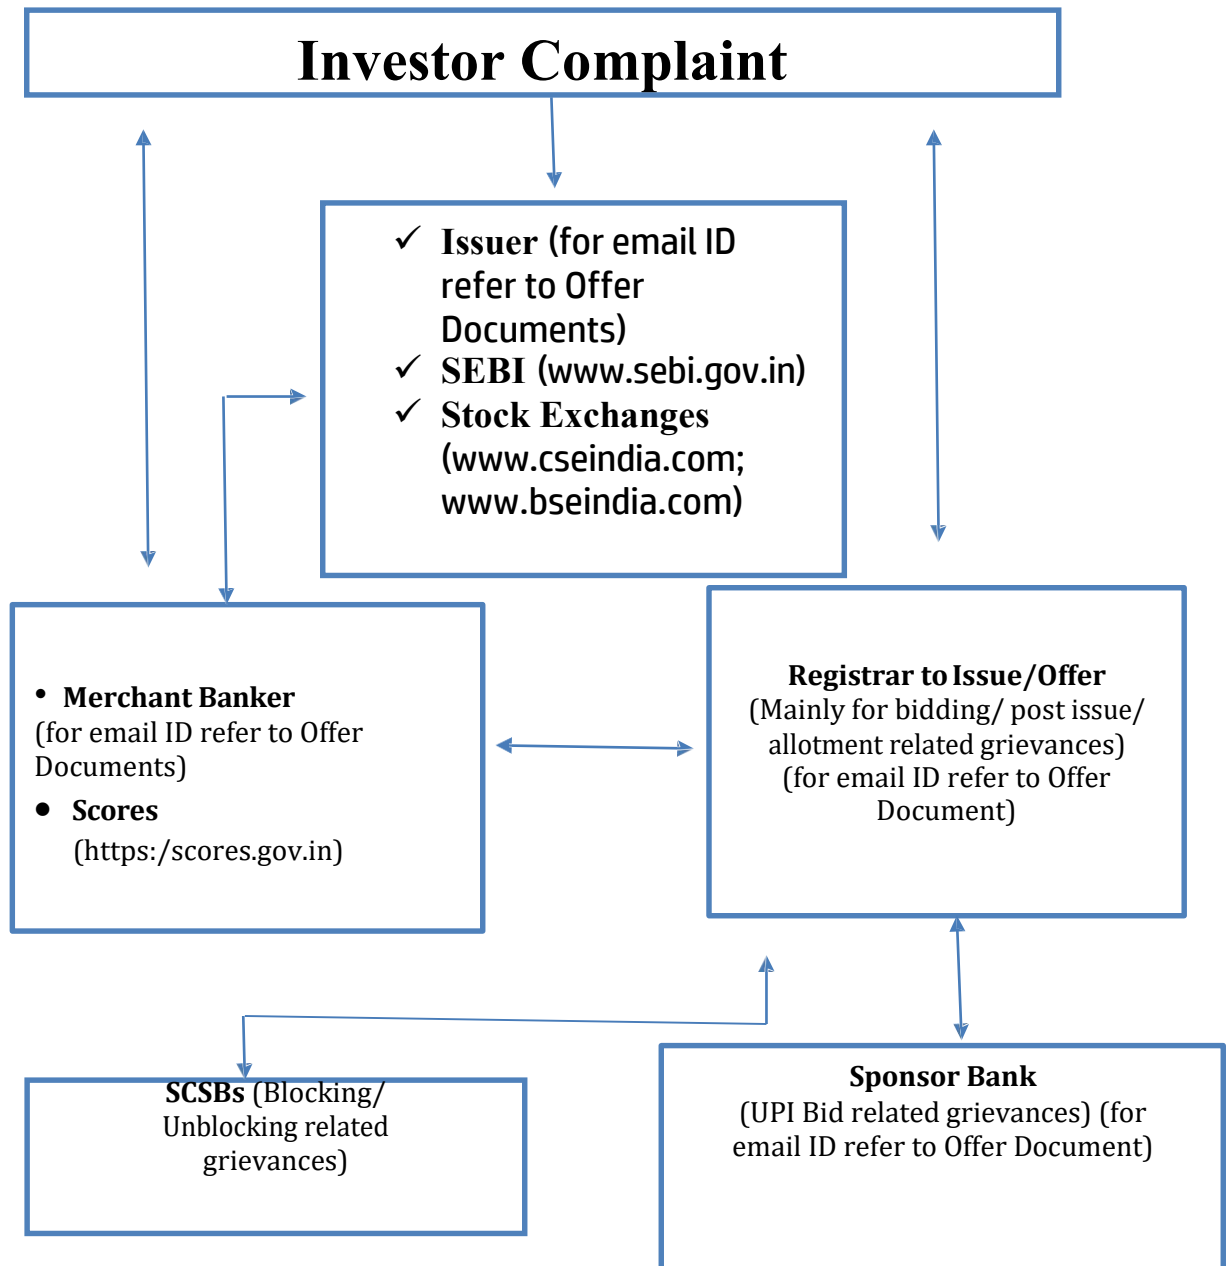 Investor Complaint
✓ Issuer (for email ID
refer to Offer
Documents)
✓ SEBI (www.sebi.gov.in)
✓ Stock Exchanges
(www.cseindia.com;
www.bseindia.com)
• Merchant Banker
(for email ID refer to Offer
Documents)
• Scores
(https:/scores.gov.in)
Registrar to Issue/Offer
(Mainly for bidding/ post issue/
allotment related grievances)
(for email ID refer to Offer
Document)
SCSBs (Blocking/
Unblocking related
grievances)
Sponsor Bank
(UPI Bid related grievances) (for
email ID refer to Offer Document)